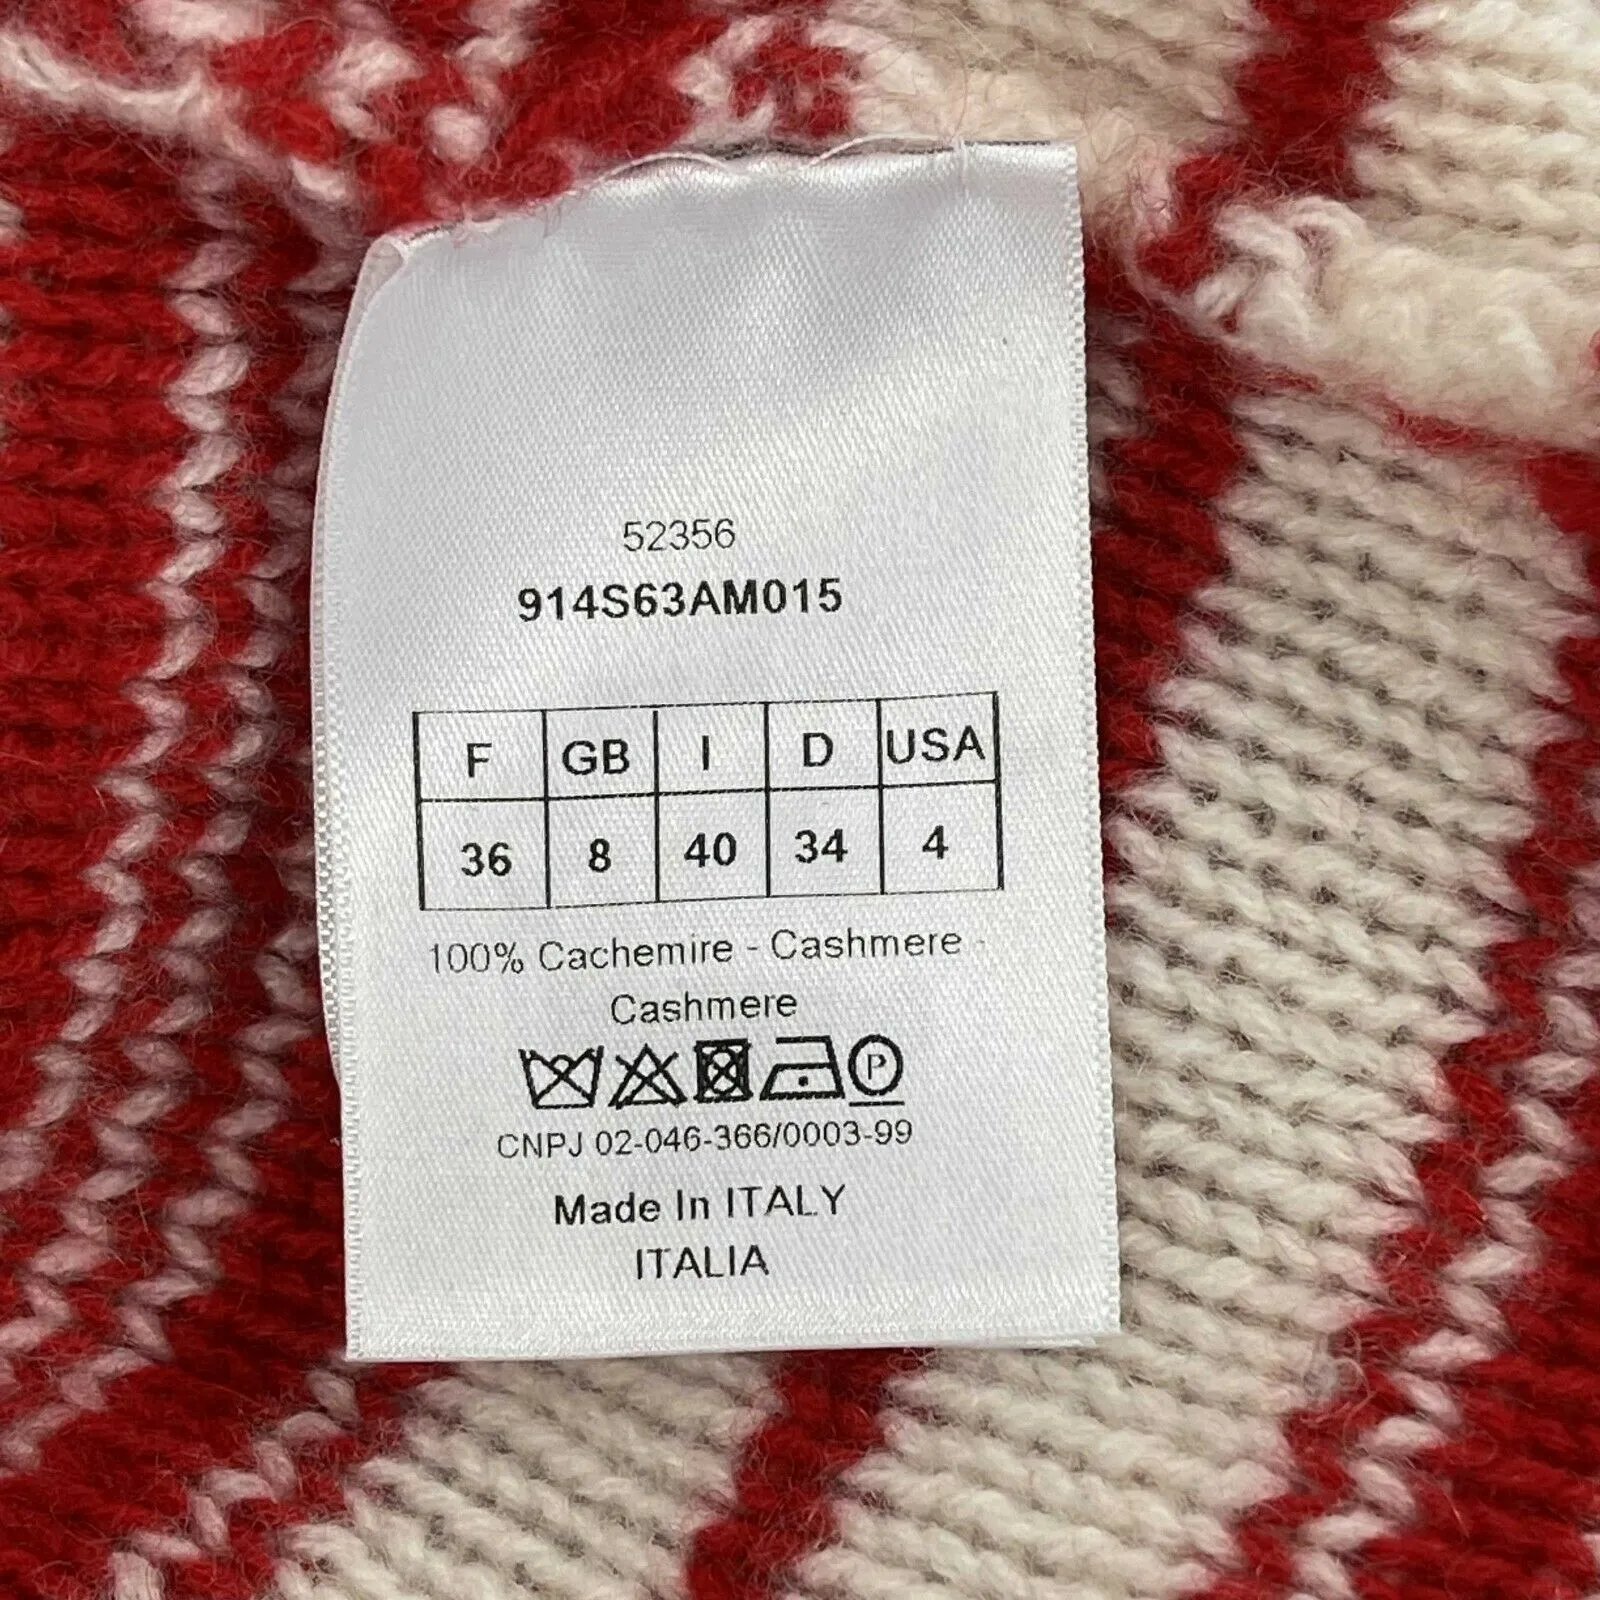 52356
914S63AM015
F GB I D USA
36 8 40 34 4
100% Cachemire - Cashmere -
Cashmere
P
CNPJ 02-046-366/0003-99
Made In ITALY
ITALIA